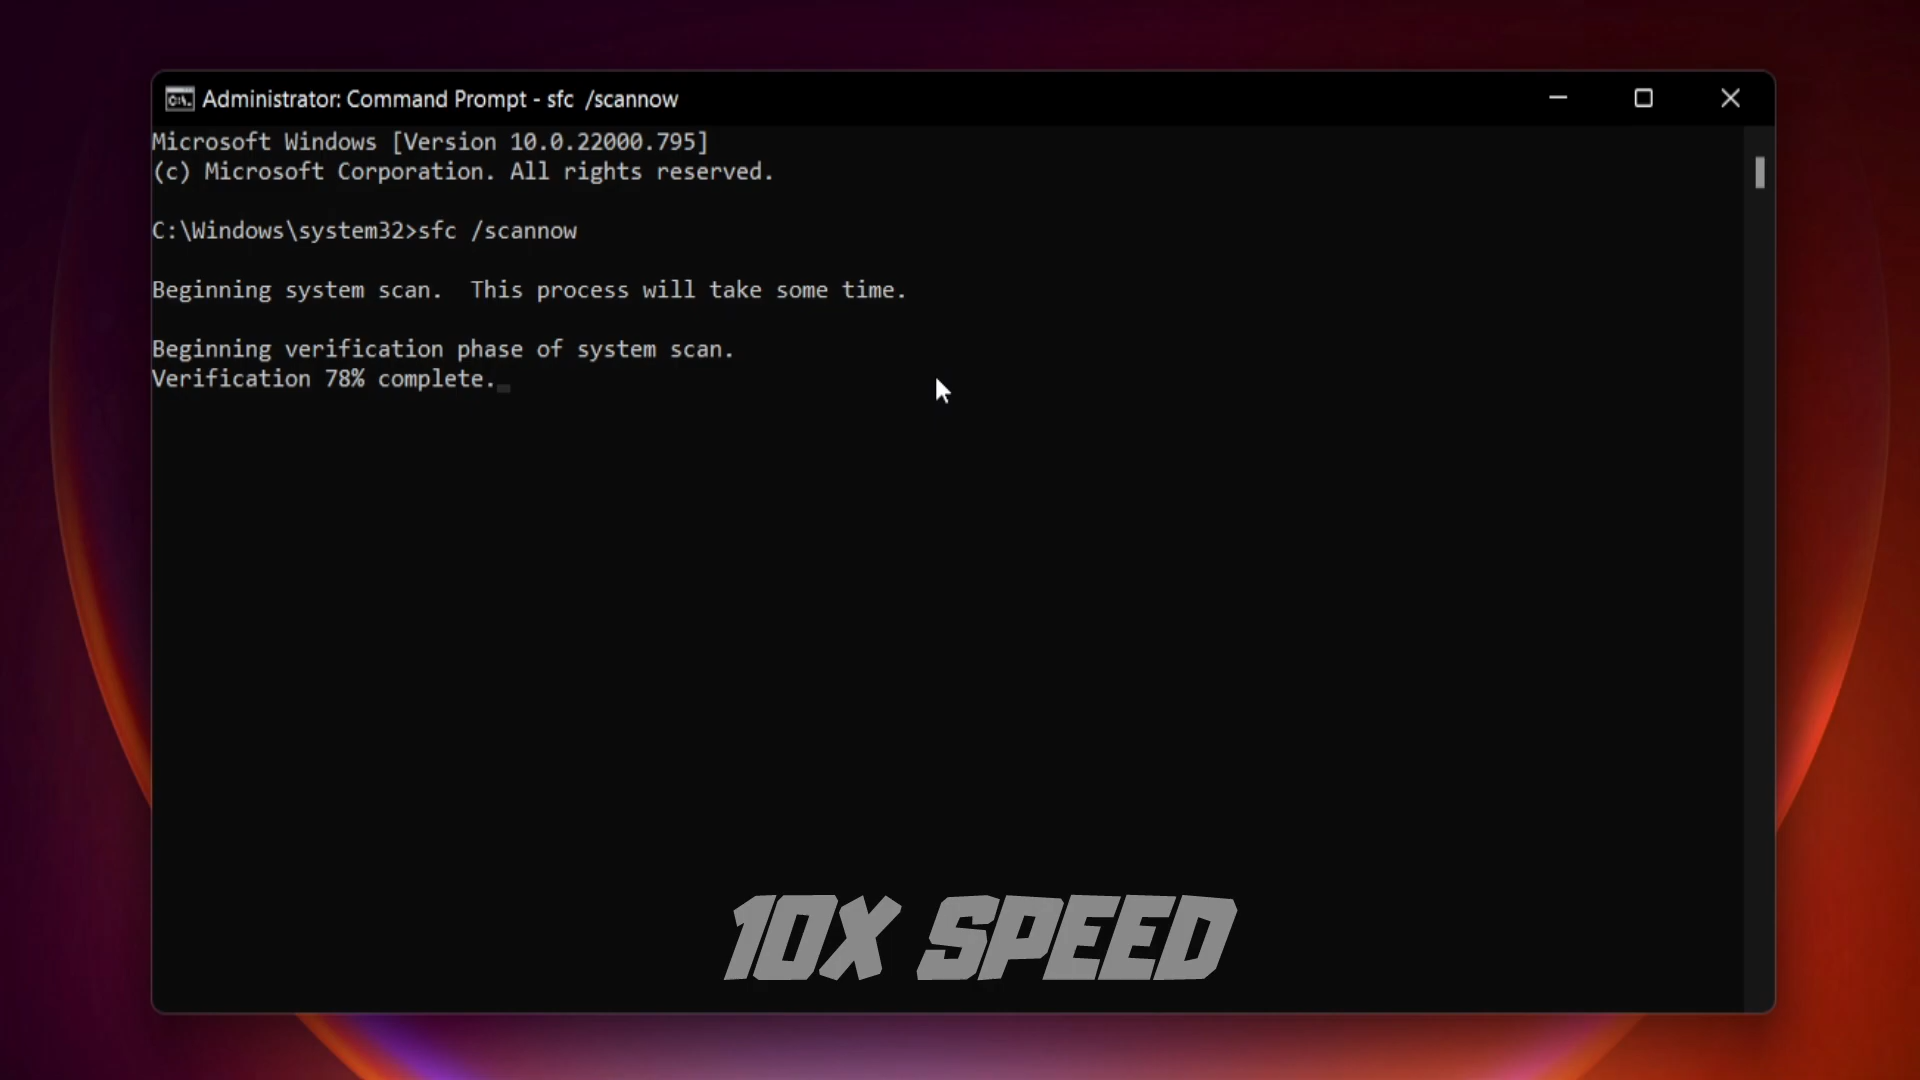 Administrator: Command Prompt - sfc  /scannow
Microsoft Windows [Version 10.0.22000.795]
(c) Microsoft Corporation. All rights reserved.
C:\Windows\system32>sfc /scannow
Beginning system scan.  This process will take some time.
Beginning verification phase of system scan.
Verification 78% complete.
10X SPEED